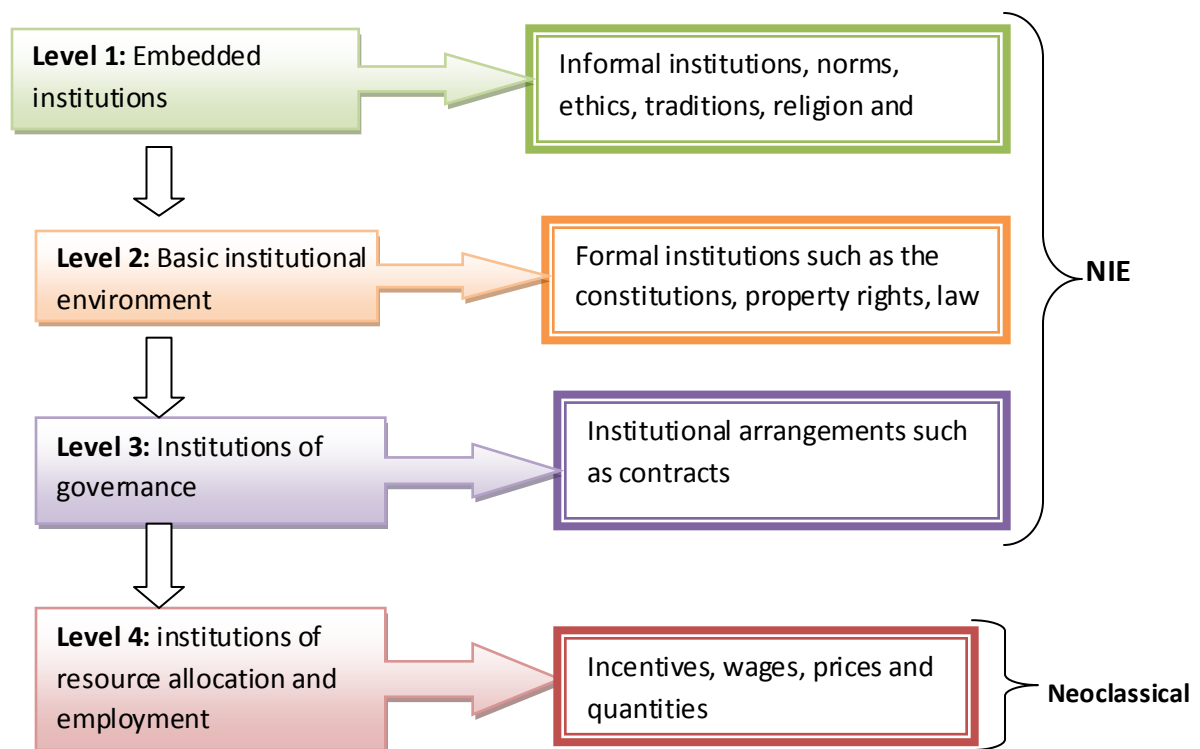 Level 1: Embedded
institutions
Informal institutions, norms,
ethics, traditions, religion and
Level 2: Basic institutional
environment
Formal institutions such as the
constitutions, property rights, law
NIE
Level 3: Institutions of
governance
Institutional arrangements such
as contracts
Level 4: institutions of
resource allocation and
employment
Incentives, wages, prices and
quantities
Neoclassical